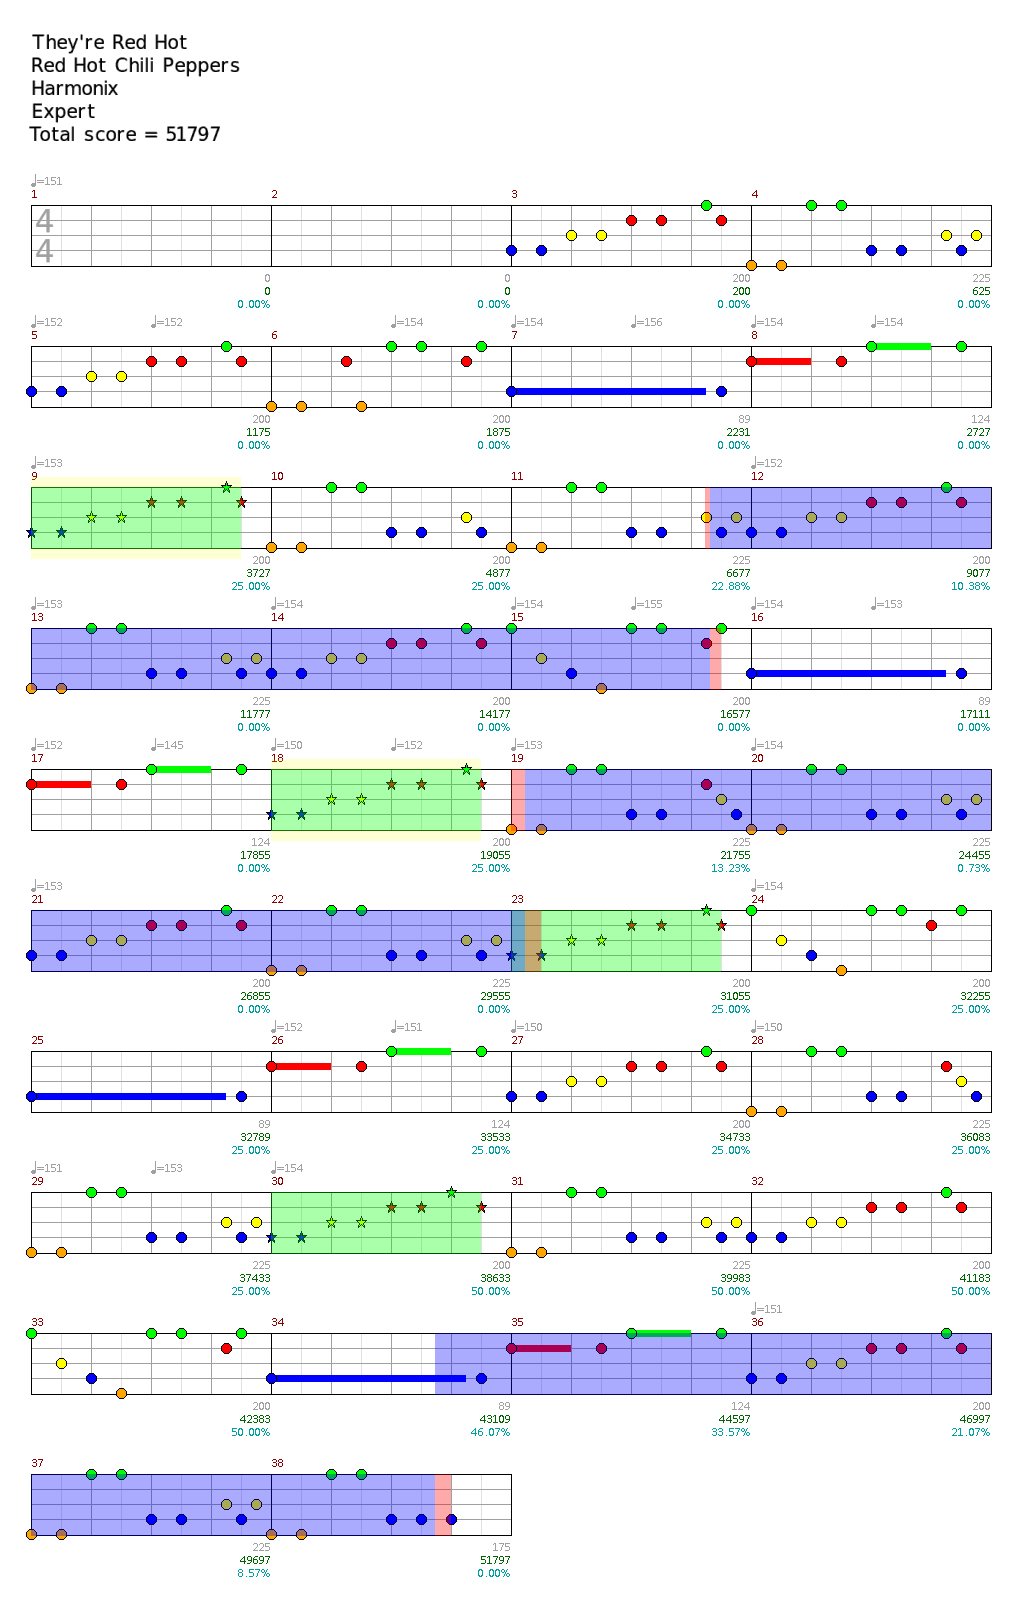 They're Red Hot
Red Hot Chili Peppers
Harmonix
Expert
Total score = 51797
♩=151
1 2 3 4
4
4
0 0 200 225
0 0 200 625
0.00% 0.00% 0.00% 0.00%
♩=152 ♩=152 ♩=154 ♩=154 ♩=156 ♩=154 ♩=154
5 6 7 8
200 200 89 124
1175 1875 2231 2727
0.00% 0.00% 0.00% 0.00%
♩=153 ♩=152
9 10 11 12
200 225 225 200
3727 4877 6677 9077
25.00% 25.00% 22.88% 10.38%
♩=153 ♩=154 ♩=154 ♩=155 ♩=154 ♩=153
13 14 15 16
225 200 200 89
11777 14177 16577 17111
0.00% 0.00% 0.00% 0.00%
♩=152 ♩=145 ♩=150 ♩=152 ♩=153 ♩=154
17 18 19 20
124 200 225 225
17855 19055 21755 24455
0.00% 25.00% 13.23% 0.73%
♩=153 ♩=154
21 22 23 24
200 225 200 200
26855 29555 31055 32255
0.00% 0.00% 25.00% 25.00%
♩=152 ♩=151 ♩=150 ♩=150
25 26 27 28
89 124 200 225
32789 33533 34733 36083
25.00% 25.00% 25.00% 25.00%
♩=151 ♩=153 ♩=154
29 30 31 32
225 200 225 200
37433 38633 39983 41183
25.00% 50.00% 50.00% 50.00%
♩=151
33 34 35 36
200 89 124 200
42383 43109 44597 46997
50.00% 46.07% 33.57% 21.07%
37 38
225 175
49697 51797
8.57% 0.00%